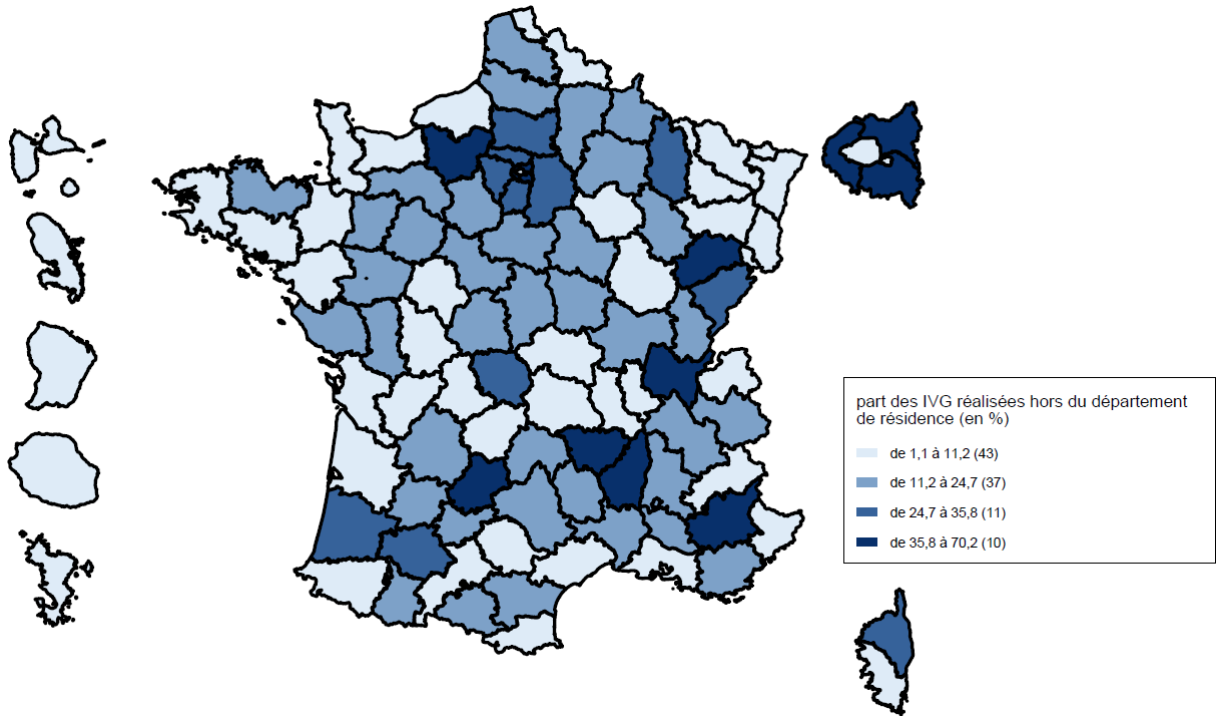 part des IVG réalisées hors du département
de résidence (en %)
de 1,1 à 11,2 (43)
de 11,2 à 24,7 (37)
de 24,7 à 35,8 (11)
de 35,8 à 70,2 (10)